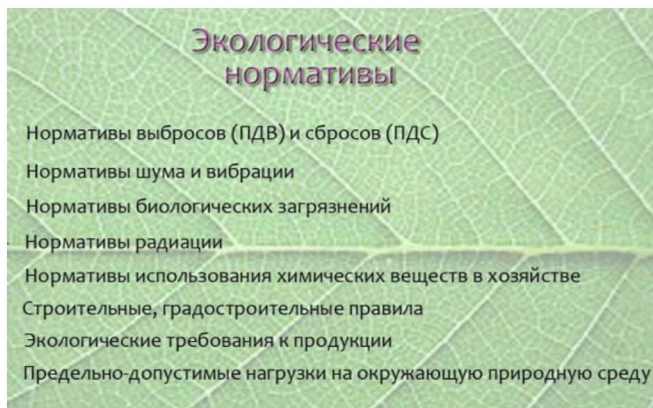 Экологические
нормативы
Нормативы выбросов (ПДВ) и сбросов (ПДС)
Нормативы шума и вибрации
Нормативы биологических загрязнений
Нормативы радиации
Нормативы использования химических веществ в хозяйстве
Строительные, градостроительные правила
Экологические требования к продукции
Предельно-допустимые нагрузки на окружающую природную среду